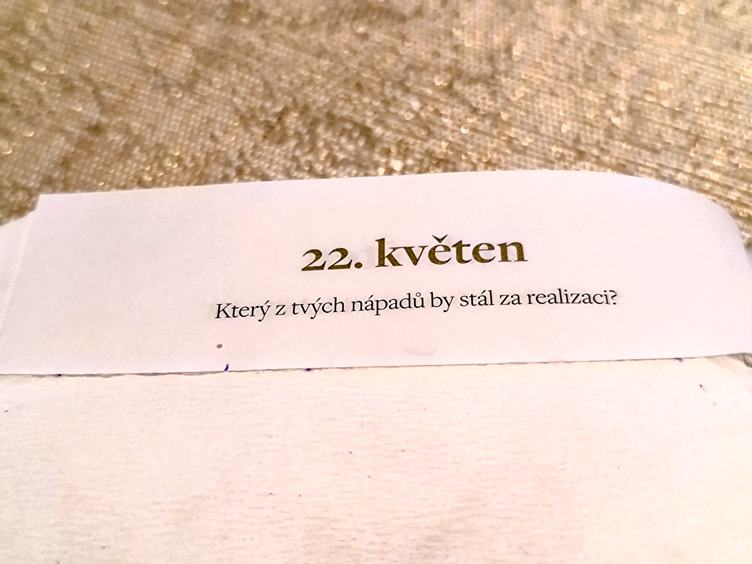 22. květen
Který z tvých nápadů by stál za realizaci?